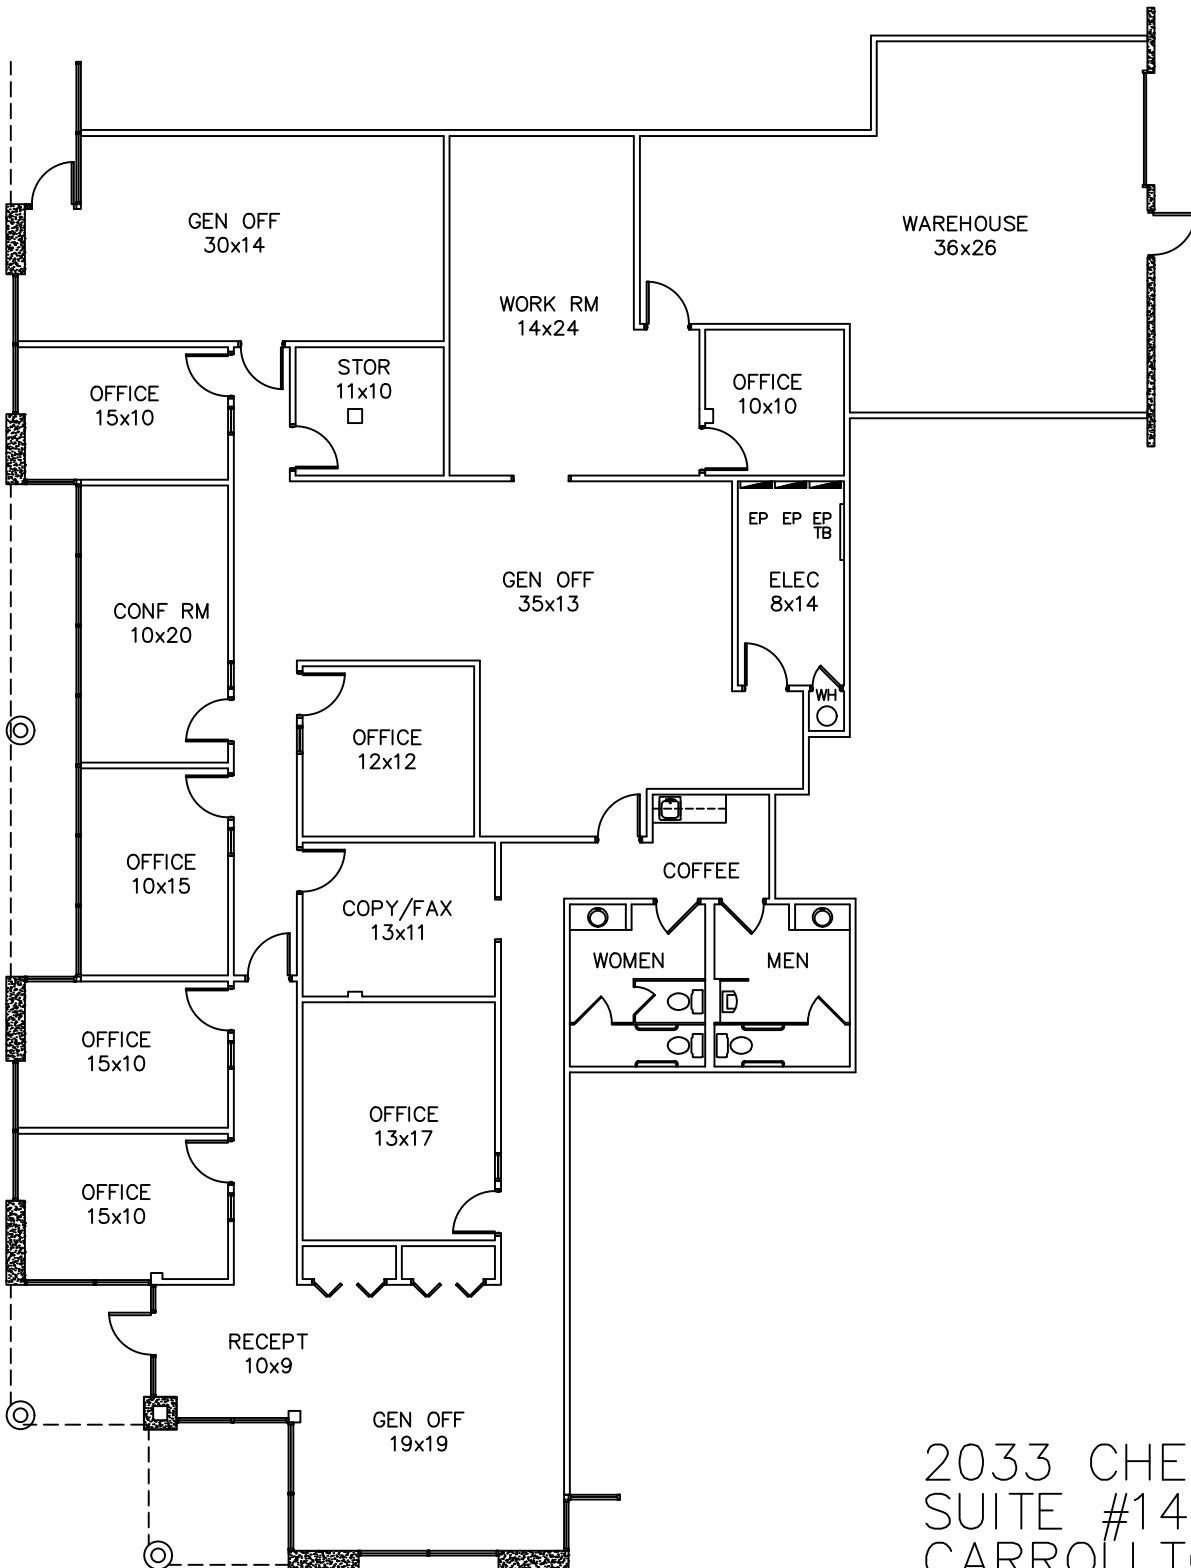 GEN OFF
30x14
WAREHOUSE
36x26
WORK RM
14x24
STOR
11x10
OFFICE
15x10
OFFICE
10x10
EP EP EP
TB
GEN OFF
35x13
ELEC
8x14
CONF RM
10x20
WH
OFFICE
12x12
OFFICE
10x15
COFFEE
COPY/FAX
13x11
WOMEN
MEN
OFFICE
15x10
OFFICE
13x17
OFFICE
15x10
RECEPT
10x9
GEN OFF
19x19
2033 CHE
SUITE #14